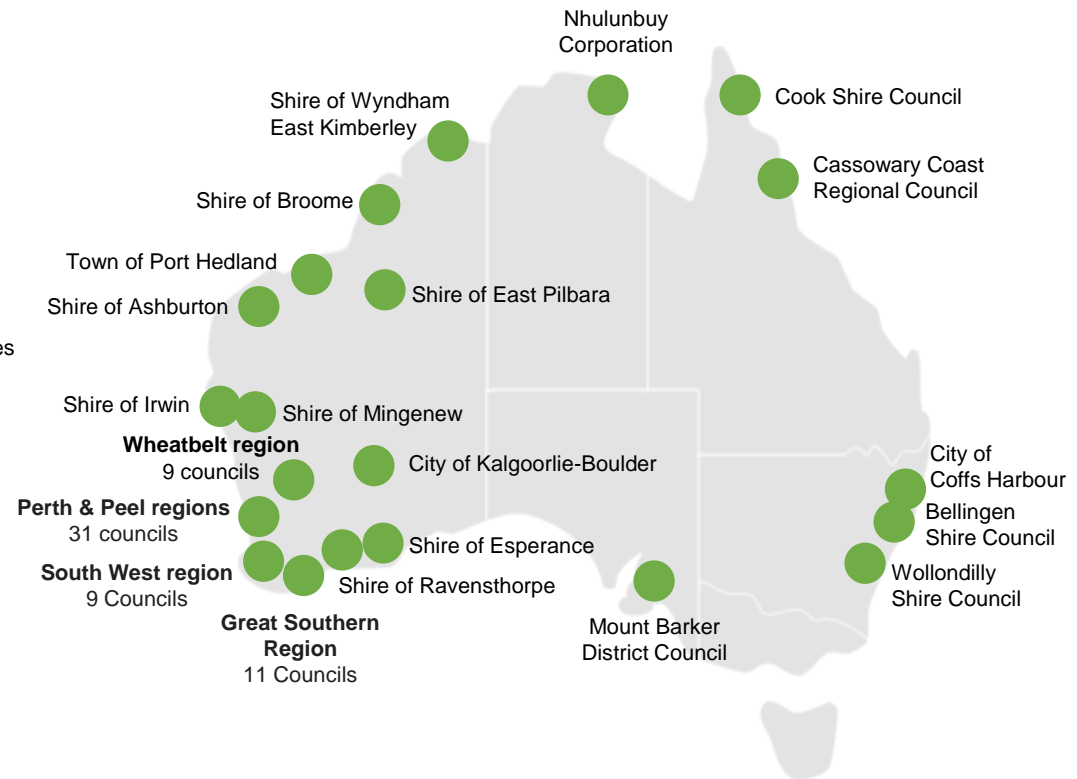 Nhulunbuy
Corporation
Shire of Wyndham
East Kimberley
Cook Shire Council
Cassowary Coast
Regional Council
Shire of Broome
Town of Port Hedland
Shire of Ashburton
Shire of East Pilbara
es
Shire of Irwin
Shire of Mingenew
Wheatbelt region
9 councils
City of Kalgoorlie-Boulder
City of
Coffs Harbour
Perth & Peel regions
31 councils
Bellingen
Shire Council
Shire of Esperance
South West region
9 Councils
Shire of Ravensthorpe
Wollondilly
Shire Council
Great Southern
Region
11 Councils
Mount Barker
District Council